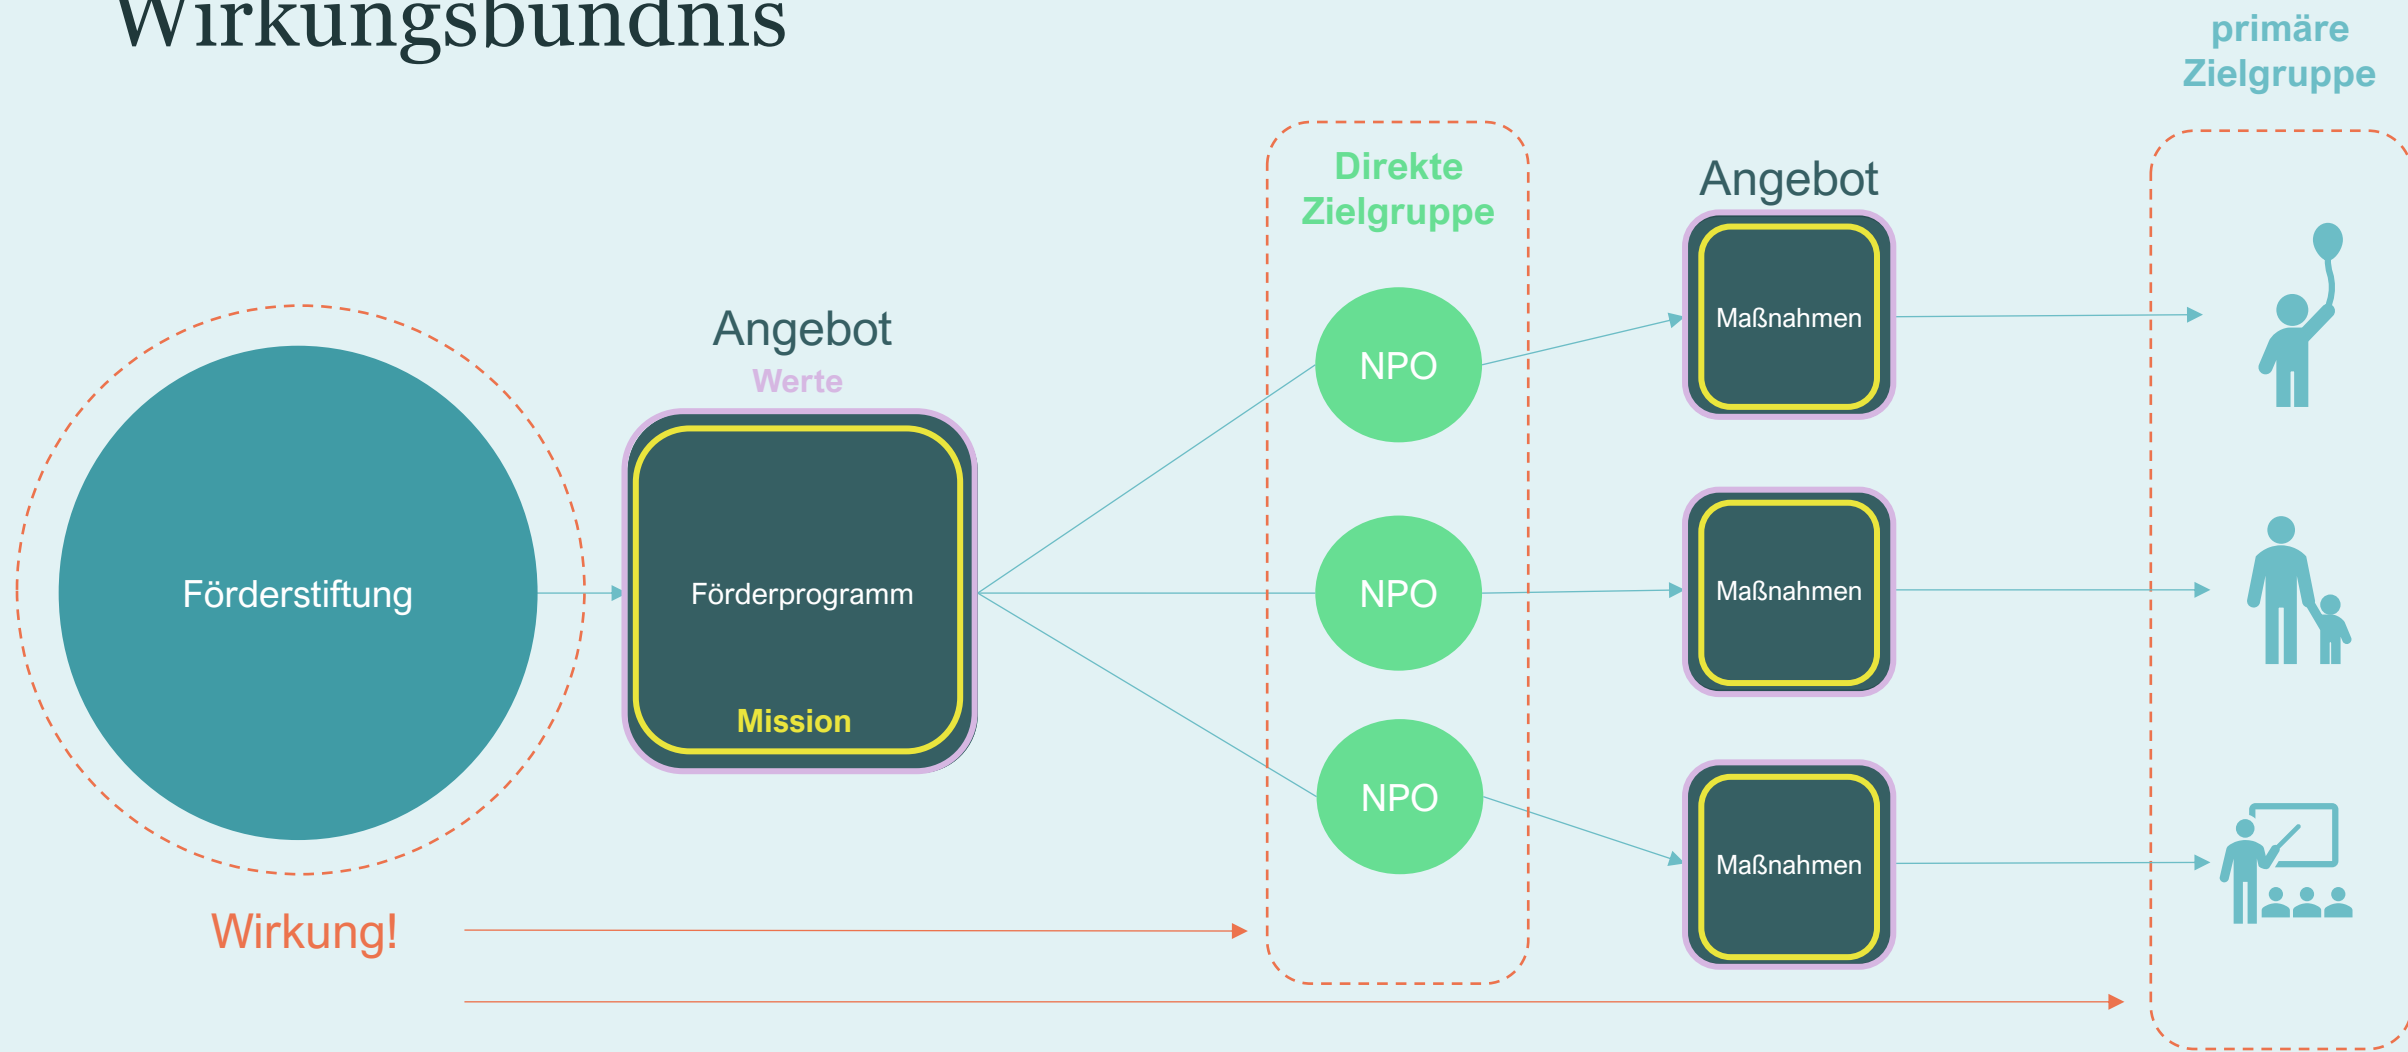 Wirkungsbündnis
primäre
Zielgruppe
Direkte
Zielgruppe
Angebot
Angebot
Werte
Förderstiftung
Förderprogramm
Mission
NPO
NPO
NPO
Maßnahmen
Maßnahmen
Maßnahmen
Wirkung!